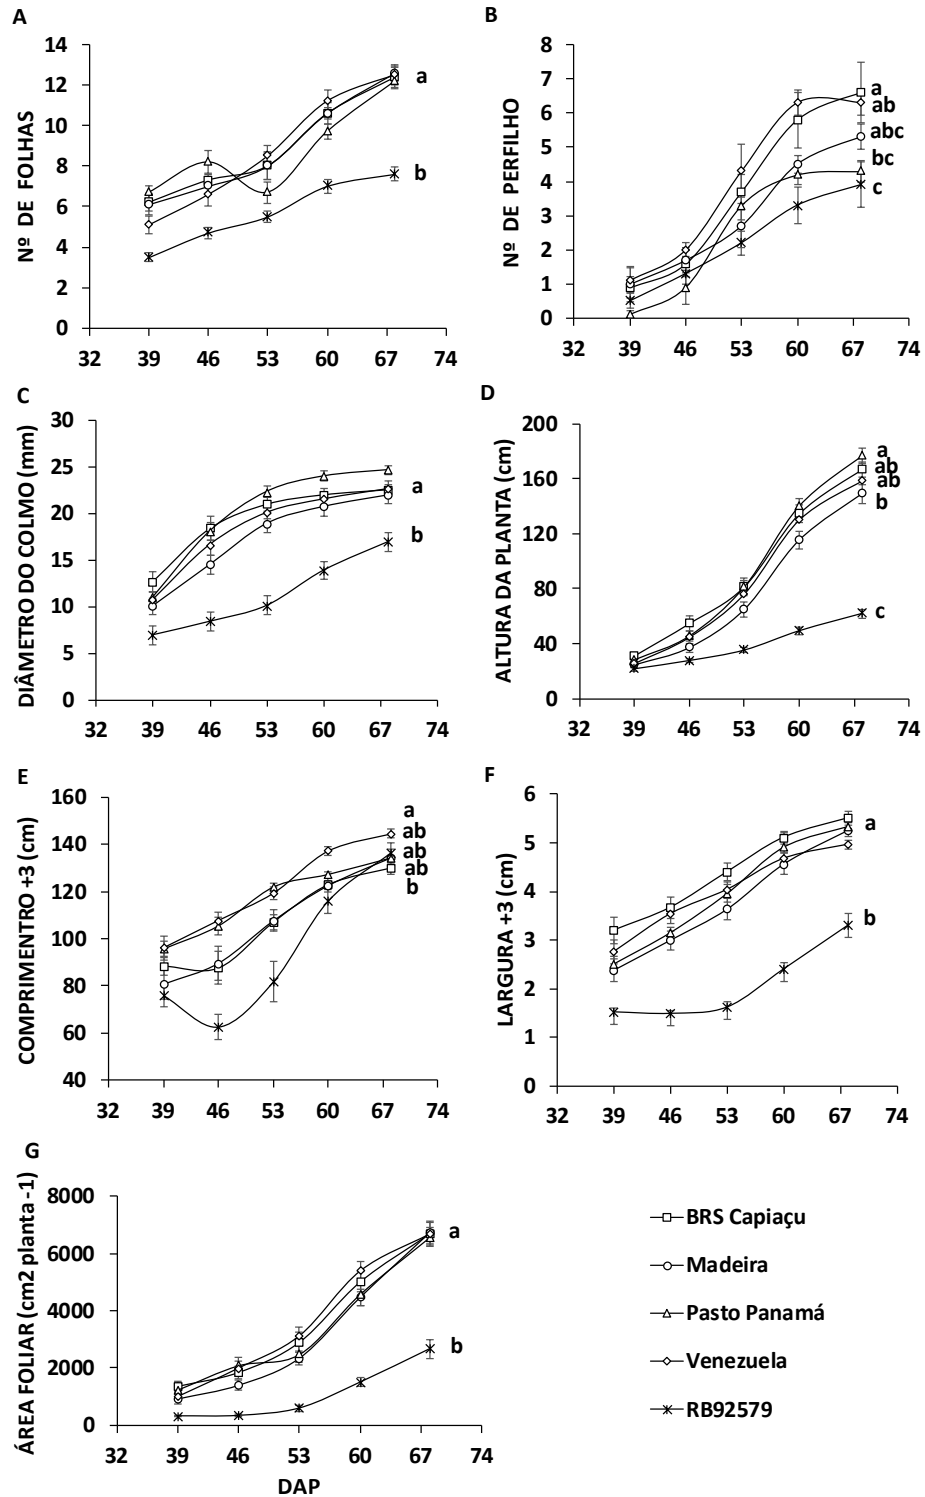 A
Nº DE FOLHAS
14
12
10
8
6
4
2
0
32 39 46 53 60 67 74
a
b
B
Nº DE PERFILHO
8
7
6
5
4
3
2
1
0
32 39 46 53 60 67 74
a
ab
abc
bc
c
C
DIÂMETRO DO COLMO (mm)
30
25
20
15
10
5
0
32 39 46 53 60 67 74
a
b
D
ALTURA DA PLANTA (cm)
200
160
120
80
40
0
32 39 46 53 60 67 74
a
ab
ab
b
c
E
COMPRIMENTRO +3 (cm)
160
140
120
100
80
60
40
32 39 46 53 60 67 74
a
ab
ab
ab
b
F
LARGURA +3 (cm)
6
5
4
3
2
1
0
32 39 46 53 60 67 74
a
b
G
ÁREA FOLIAR (cm2 planta -1)
8000
6000
4000
2000
0
32 39 46 53 60 67 74
DAP
a
b
BRS Capiaçu
Madeira
Pasto Panamá
Venezuela
RB92579